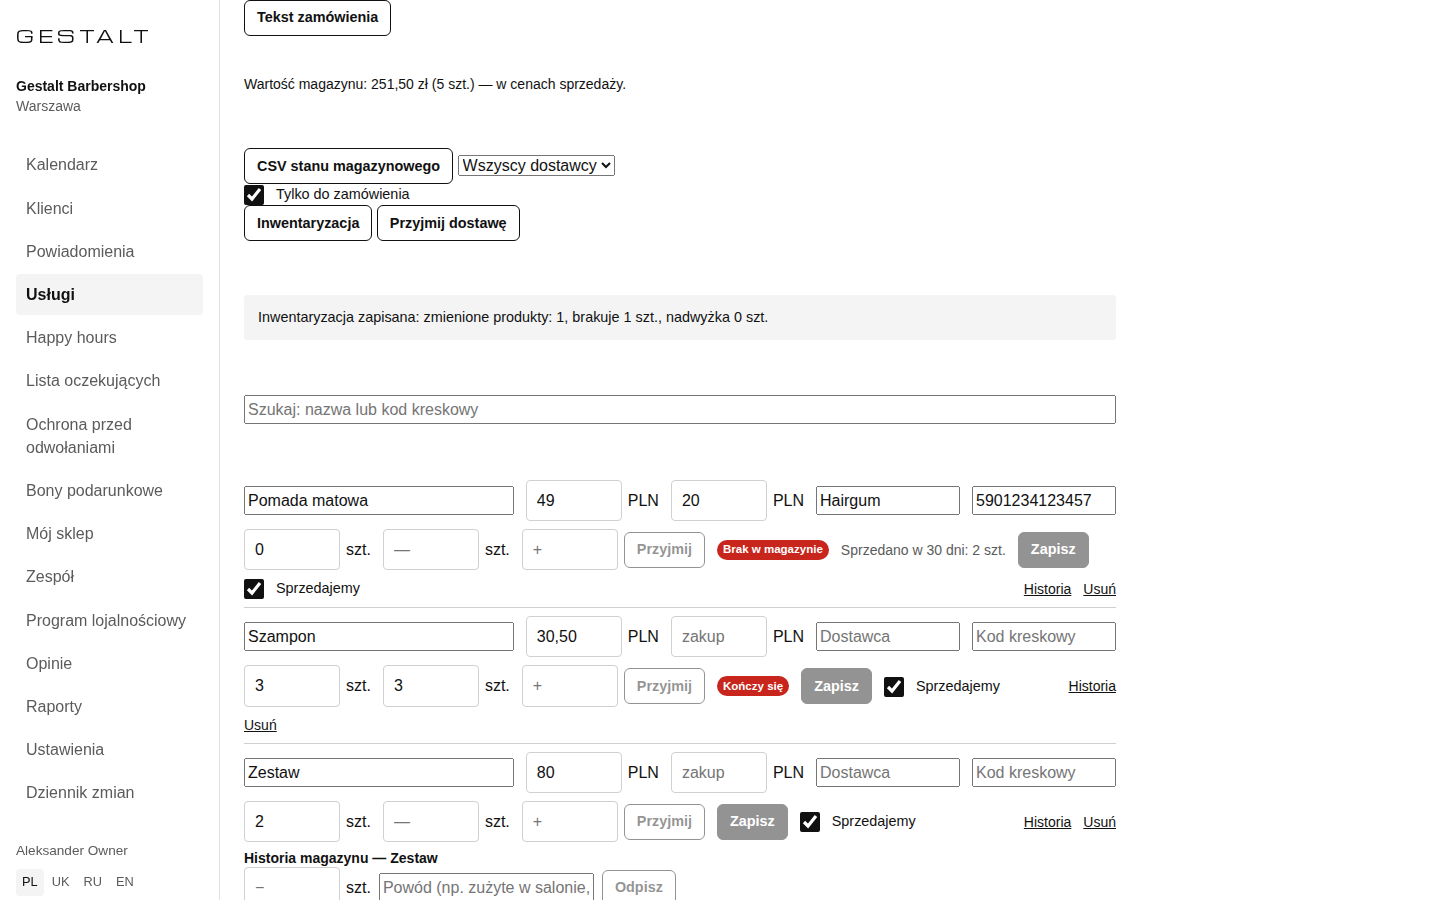 GESTALT
Gestalt Barbershop
Warszawa
Kalendarz
Klienci
Powiadomienia
Usługi
Happy hours
Lista oczekujących
Ochrona przed
odwołaniami
Bony podarunkowe
Mój sklep
Zespół
Program lojalnościowy
Opinie
Raporty
Ustawienia
Dziennik zmian
Aleksander Owner
PL UK RU EN
Tekst zamówienia
Wartość magazynu: 251,50 zł (5 szt.) — w cenach sprzedaży.
CSV stanu magazynowego Wszyscy dostawcy
Tylko do zamówienia
Inwentaryzacja Przyjmij dostawę
Inwentaryzacja zapisana: zmienione produkty: 1, brakuje 1 szt., nadwyżka 0 szt.
Szukaj: nazwa lub kod kreskowy
Pomada matowa 49 PLN 20 PLN Hairgum 5901234123457
0 szt. — szt. + Przyjmij Brak w magazynie Sprzedano w 30 dni: 2 szt. Zapisz
Sprzedajemy Historia Usuń
Szampon 30,50 PLN zakup PLN Dostawca Kod kreskowy
3 szt. 3 szt. + Przyjmij Kończy się Zapisz Sprzedajemy Historia
Usuń
Zestaw 80 PLN zakup PLN Dostawca Kod kreskowy
2 szt. — szt. + Przyjmij Zapisz Sprzedajemy Historia Usuń
Historia magazynu — Zestaw
− szt. Powód (np. zużyte w salonie, Odpisz